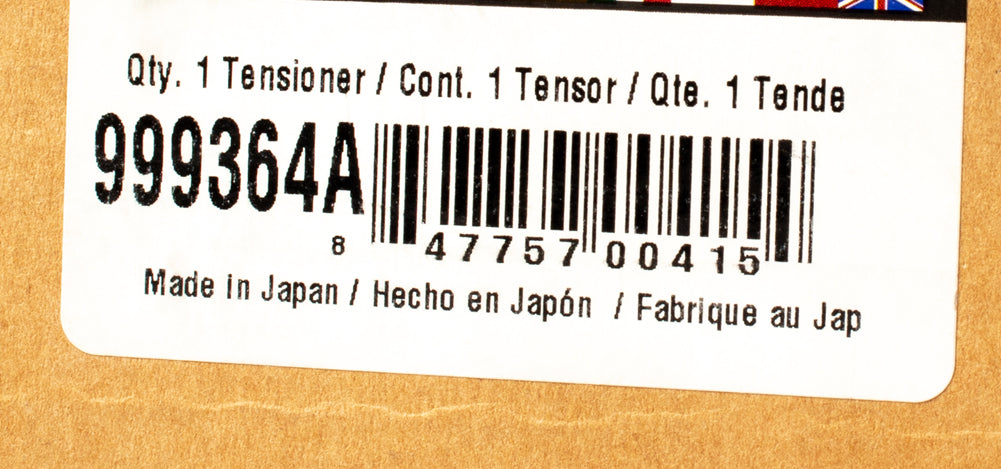 Qty. 1 Tensioner / Cont. 1 Tensor / Qte. 1 Tende
999364A
8 47757 00415
Made in Japan / Hecho en Japón / Fabrique au Jap